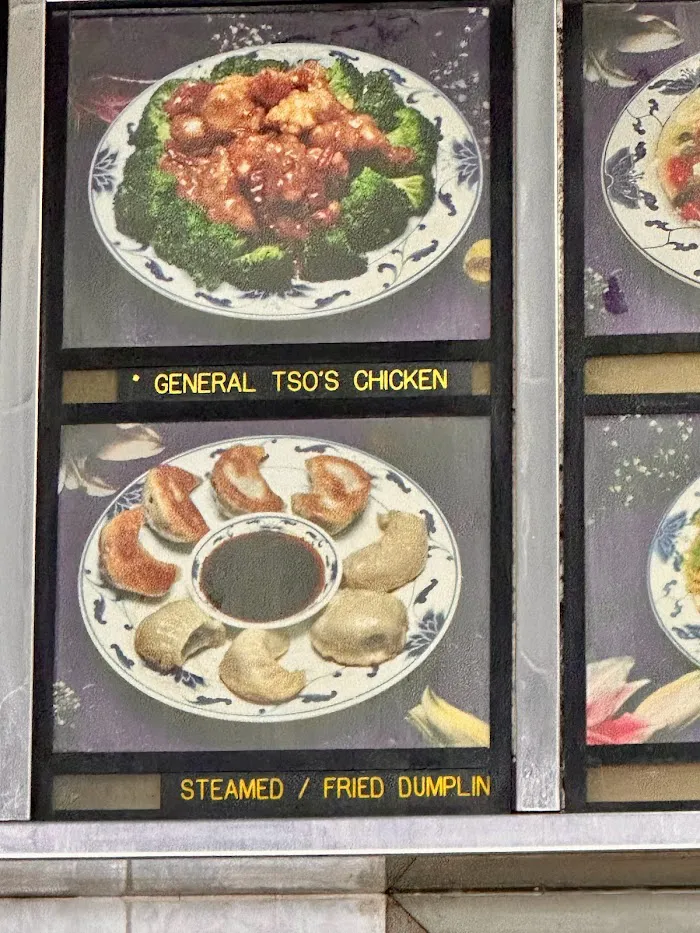 * GENERAL TSO'S CHICKEN
STEAMED / FRIED DUMPLIN